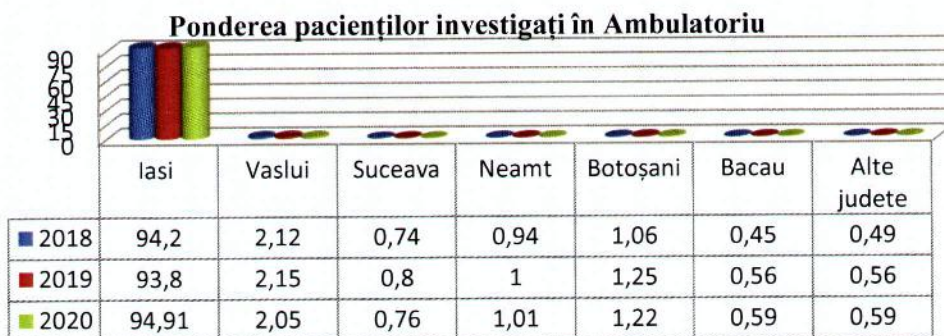 Ponderea pacienților investigați în Ambulatoriu
90
75
60
45
30
15
0
Iasi Vaslui Suceava Neamt Botoșani Bacau Alte judete
2018 94,2 2,12 0,74 0,94 1,06 0,45 0,49
2019 93,8 2,15 0,8 1 1,25 0,56 0,56
2020 94,91 2,05 0,76 1,01 1,22 0,59 0,59